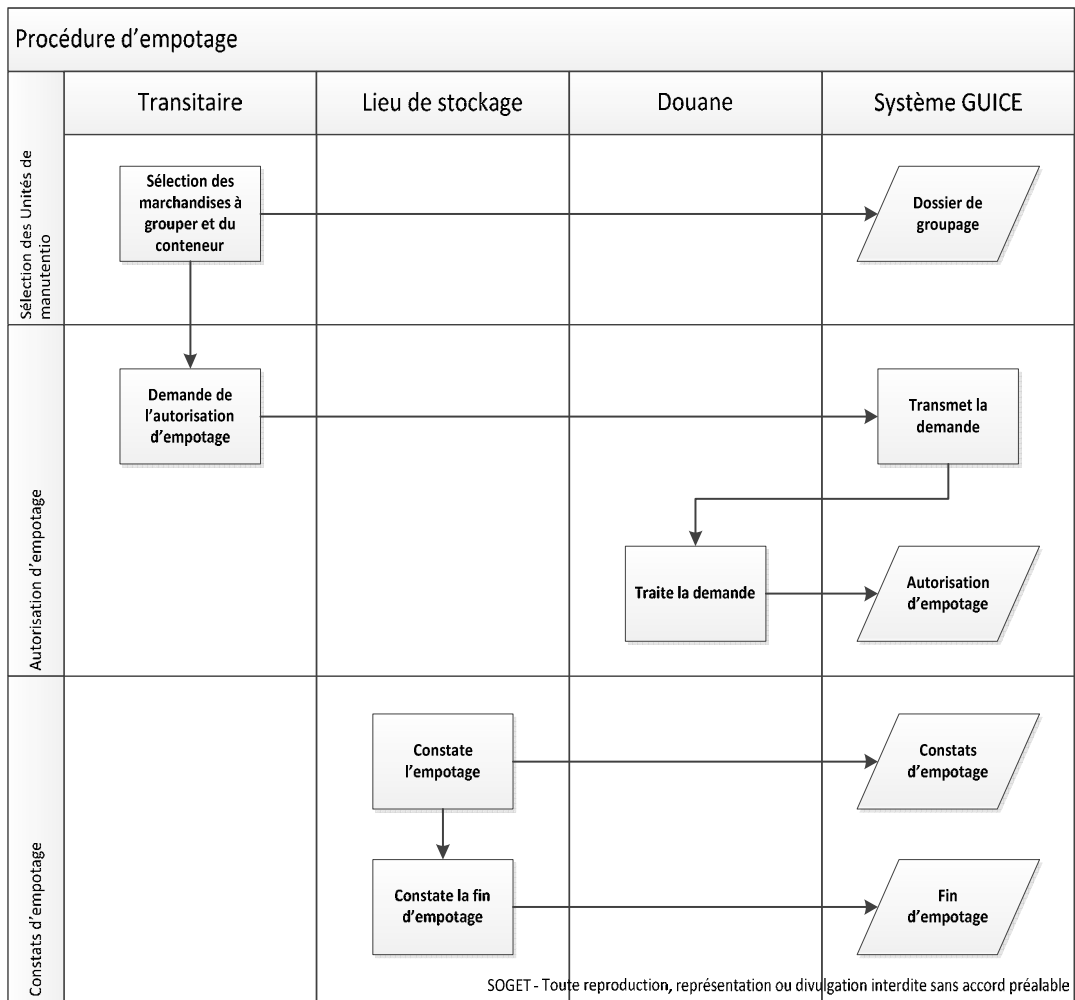 Procédure d'empotage
Transitaire
Lieu de stockage
Douane
Système GUICE
Sélection des Unités de
manutentio
Sélection des
marchandises à
grouper et du
conteneur
Dossier de
groupage
Autorisation d'empotage
Demande de
l'autorisation
d'empotage
Transmet la
demande
Traite la demande
Autorisation
d'empotage
Constats d'empotage
Constate
l'empotage
Constats
d'empotage
Constate la fin
d'empotage
Fin
d'empotage
SOGET - Toute reproduction, représentation ou divulgation interdite sans accord préalable